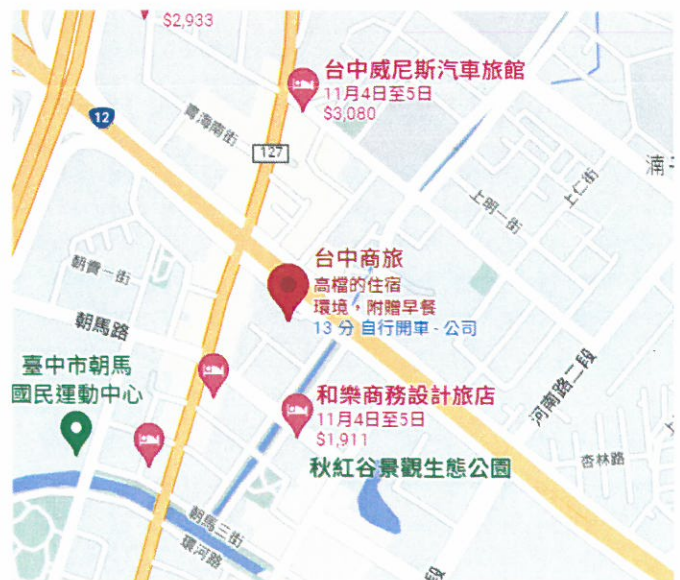 $2,933
台中威尼斯汽車旅館
11月4日至5日
$3,080
12
青海南街
127
湳
上仁街
上明一街
台中商旅
高檔的住宿
環境，附贈早餐
13 分 自行開車 - 公司
朝貴一街
朝馬路
臺中市朝馬
國民運動中心
和樂商務設計旅店
11月4日至5日
$1,911
秋紅谷景觀生態公園
河南路二段
杏林路
朝馬三街
環河路
段